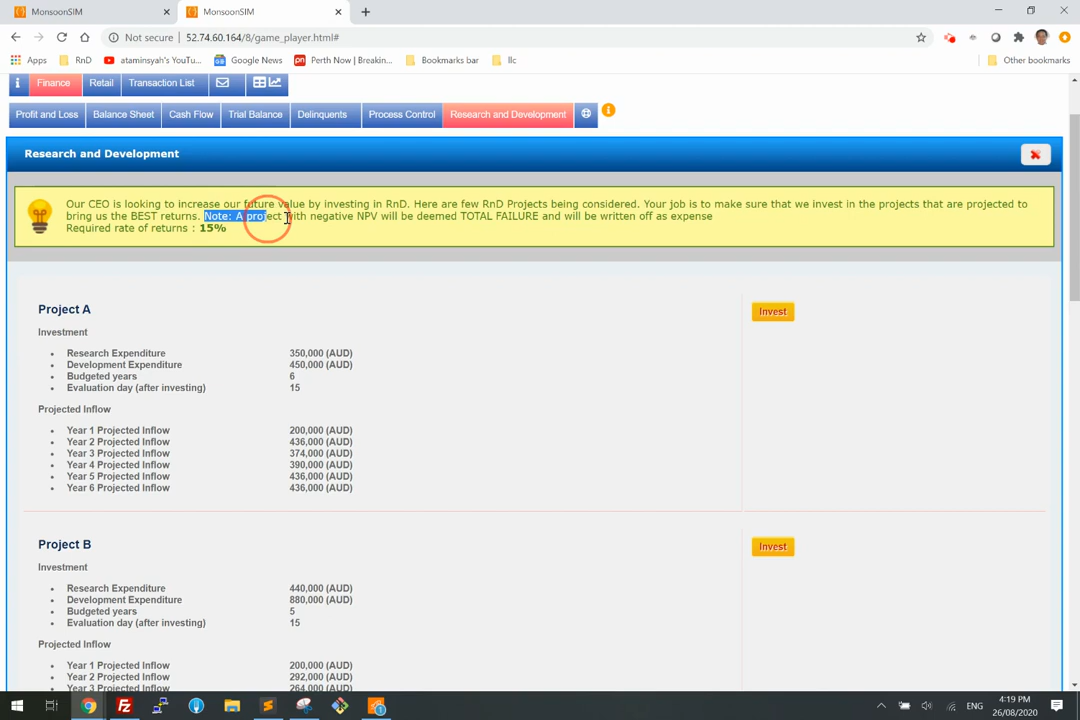 MonsoonSIM
MonsoonSIM
Not secure 52.74.60.164/8/game_player.html#
Apps RnD ataminsyah's YouTu... Google News Perth Now | Breakin... Bookmarks bar llc Other bookmarks
Finance Retail Transaction List
Profit and Loss Balance Sheet Cash Flow Trial Balance Delinquents Process Control Research and Development
Research and Development
Our CEO is looking to increase our future value by investing in RnD. Here are few RnD Projects being considered. Your job is to make sure that we invest in the projects that are projected to
bring us the BEST returns. Note: A project with negative NPV will be deemed TOTAL FAILURE and will be written off as expense
Required rate of returns : 15%
Project A
Invest
Investment
Research Expenditure 350,000 (AUD)
Development Expenditure 450,000 (AUD)
Budgeted years 6
Evaluation day (after investing) 15
Projected Inflow
Year 1 Projected Inflow 200,000 (AUD)
Year 2 Projected Inflow 436,000 (AUD)
Year 3 Projected Inflow 374,000 (AUD)
Year 4 Projected Inflow 390,000 (AUD)
Year 5 Projected Inflow 436,000 (AUD)
Year 6 Projected Inflow 436,000 (AUD)
Project B
Invest
Investment
Research Expenditure 440,000 (AUD)
Development Expenditure 880,000 (AUD)
Budgeted years 5
Evaluation day (after investing) 15
Projected Inflow
Year 1 Projected Inflow 200,000 (AUD)
Year 2 Projected Inflow 292,000 (AUD)
Year 3 Projected Inflow 264,000 (AUD)
ENG
4:19 PM
26/08/2020